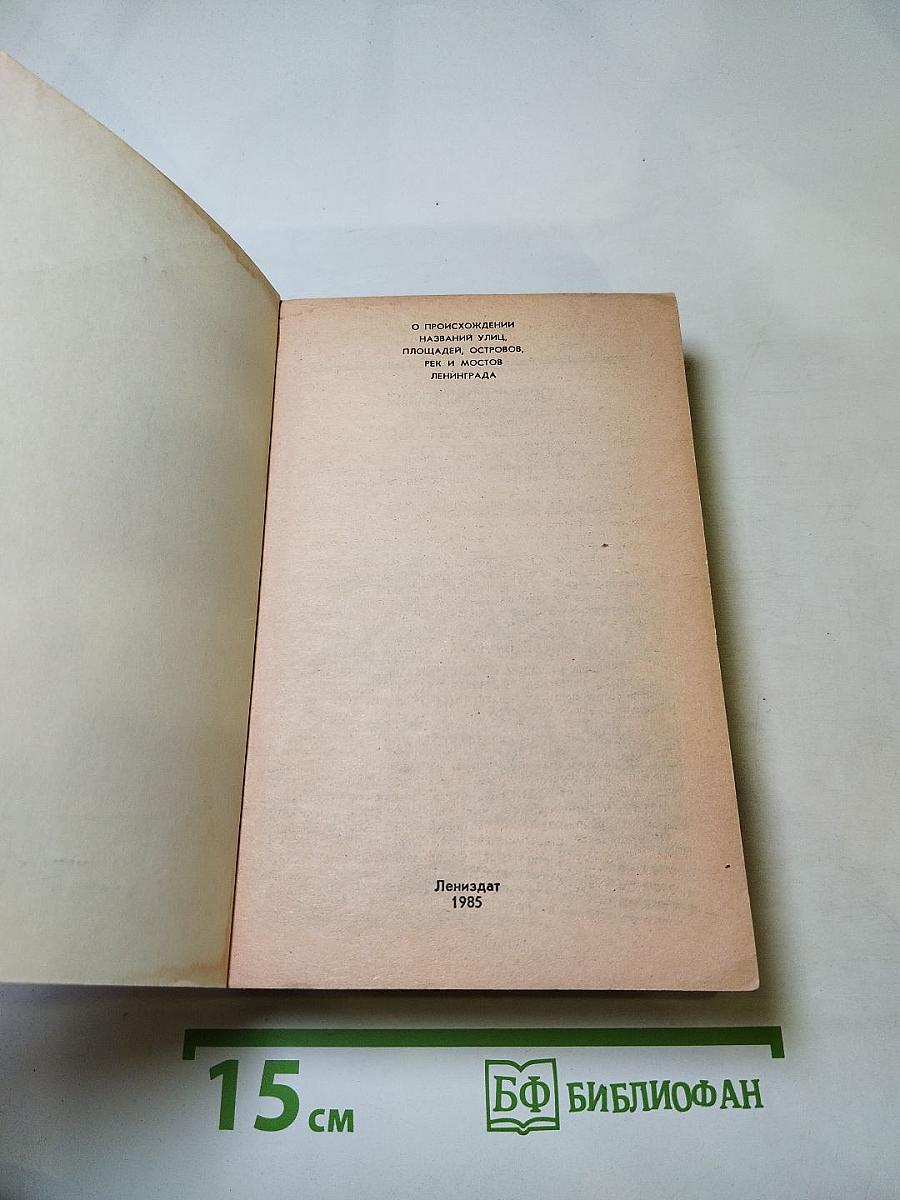 О ПРОИСХОЖДЕНИИ
НАЗВАНИЙ УЛИЦ,
ПЛОЩАДЕЙ, ОСТРОВОВ,
РЕК И МОСТОВ
ЛЕНИНГРАДА
Лениздат
1985
15 см
БФ БИБЛИОФАН